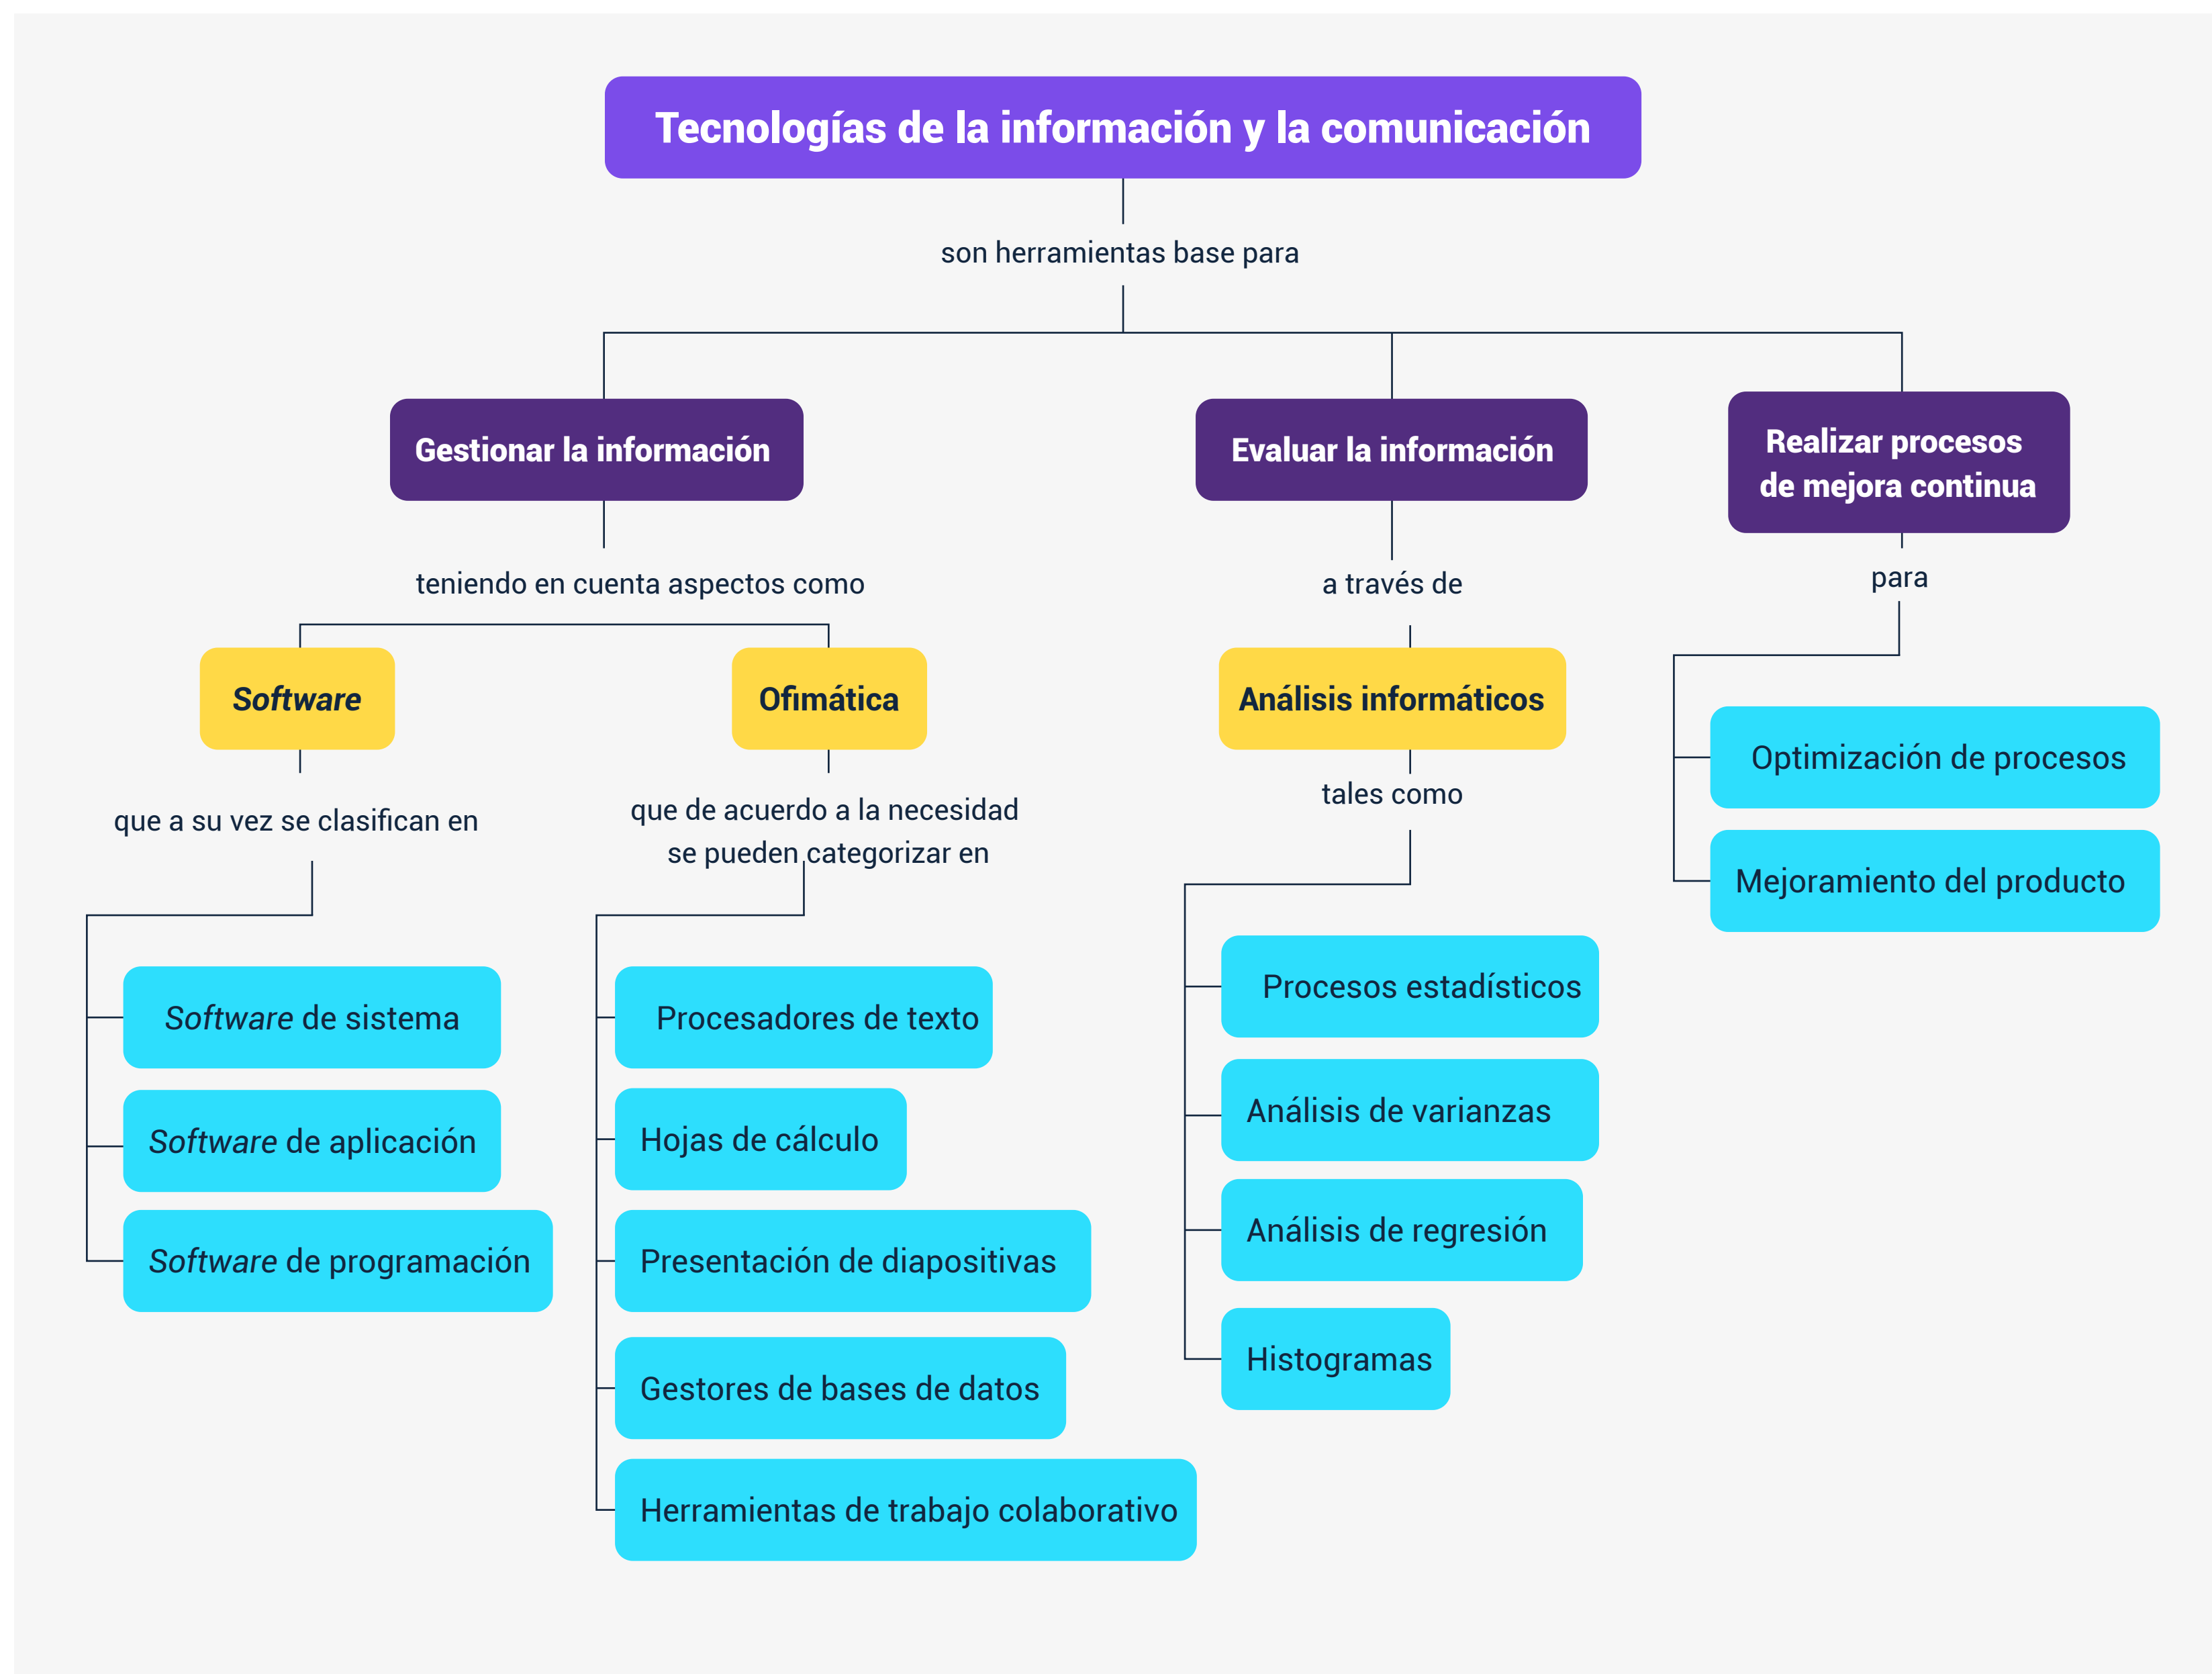 Tecnologías de la información y la comunicación
son herramientas base para
Gestionar la información
teniendo en cuenta aspectos como
Software
que a su vez se clasifican en
Software de sistema
Software de aplicación
Software de programación
Ofimática
que de acuerdo a la necesidad
se pueden categorizar en
Procesadores de texto
Hojas de cálculo
Presentación de diapositivas
Gestores de bases de datos
Herramientas de trabajo colaborativo
Evaluar la información
a través de
Análisis informáticos
tales como
Procesos estadísticos
Análisis de varianzas
Análisis de regresión
Histogramas
Realizar procesos
de mejora continua
para
Optimización de procesos
Mejoramiento del producto